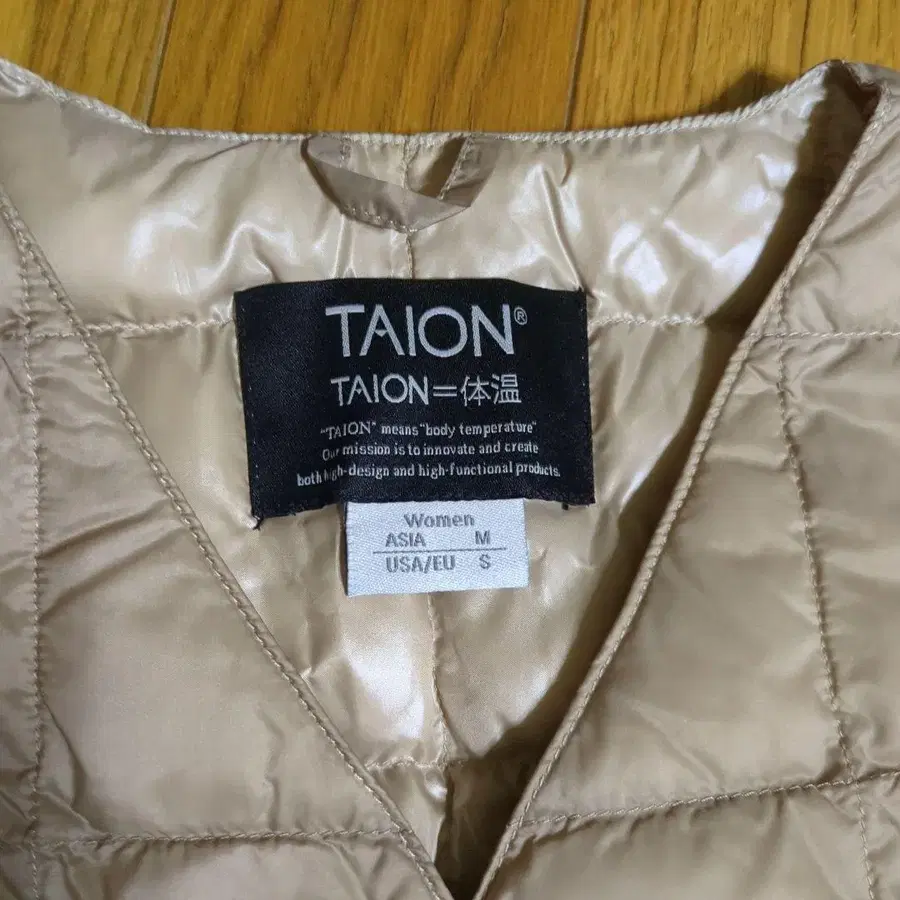 TAION®
TAION=体温
"TAION" means "body temperature"
Our mission is to innovate and create
both high-design and high-functional products.
Women
ASIA M
USA/EU S